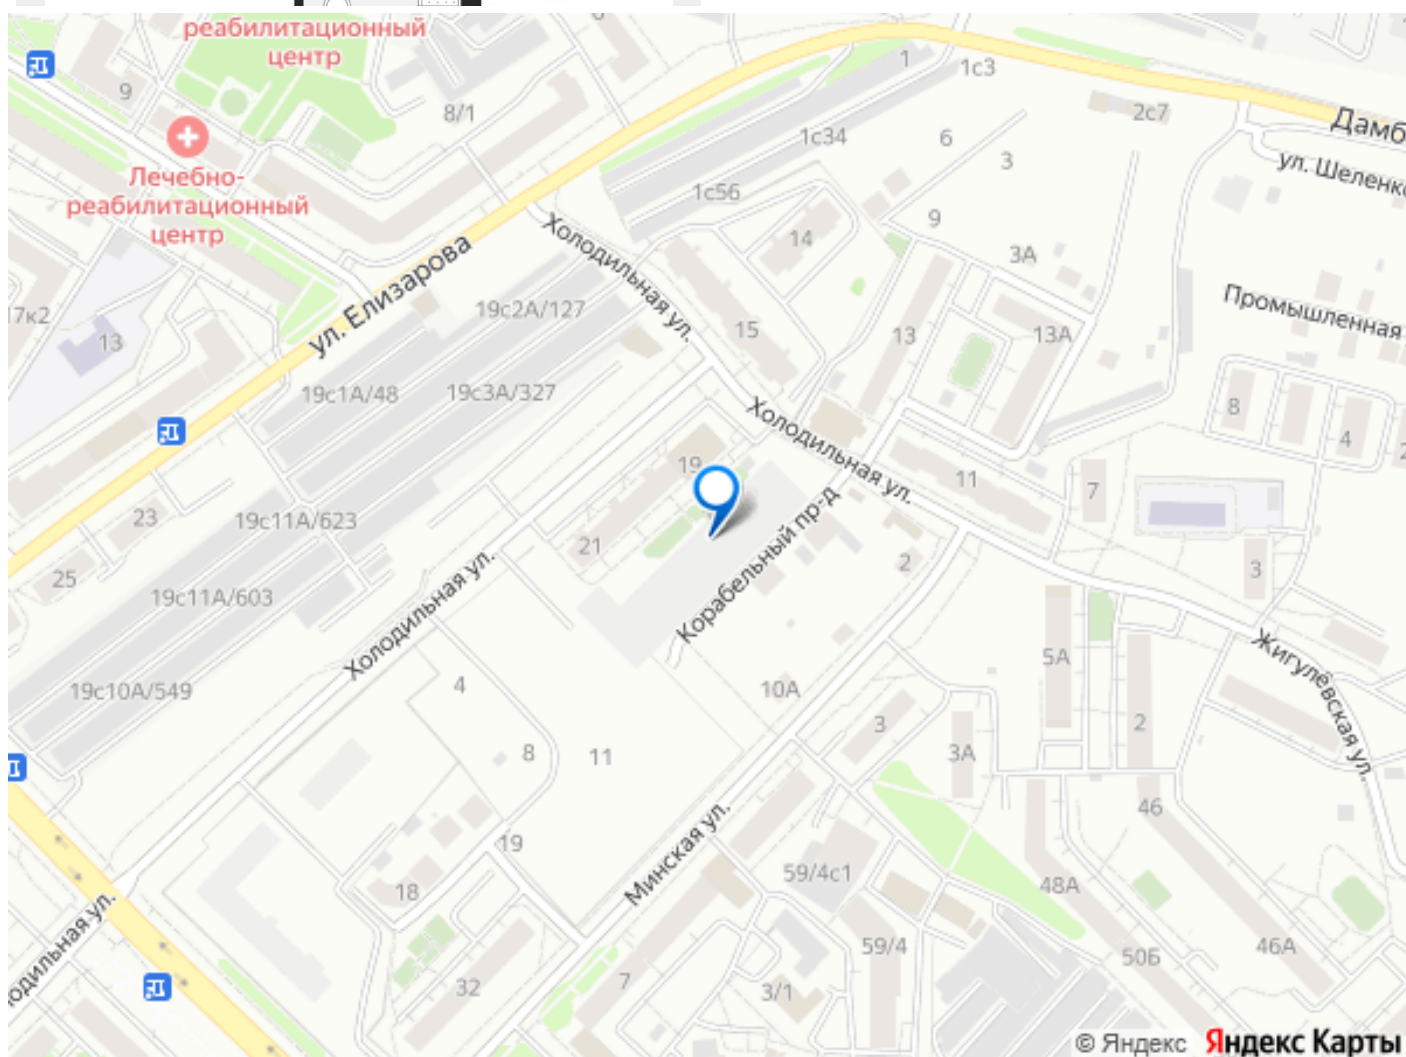 реабилитационный
центр
9
8/1
1
1с3
2с7
Дамб
1с34
6
3
ул. Шеленко
Лечебно-
реабилитационный
центр
1с56
9
Холодильная ул.
14
3А
ул. Елизарова
19с2А/127
17к2
13
15
13
13А
Промышленная
19с1А/48
19с3А/327
8
4
2
Холодильная ул.
19
11
7
23
19с11А/623
21
Корабельный пр-д
2
3
25
19с11А/603
Холодильная ул.
5А
Жигулёвская ул.
19с10А/549
4
10А
3
2
8
11
3А
46
19
Минская ул.
59/4с1
48А
18
одильная ул.
59/4
50Б
46А
32
7
3/1
© Яндекс Яндекс Карты